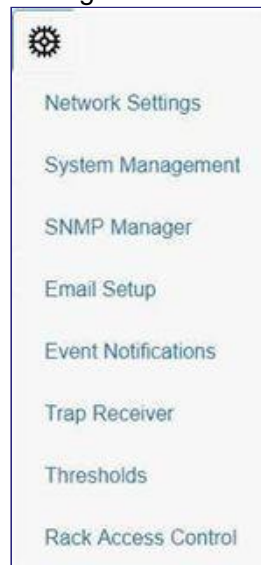 Network Settings
System Management
SNMP Manager
Email Setup
Event Notifications
Trap Receiver
Thresholds
Rack Access Control